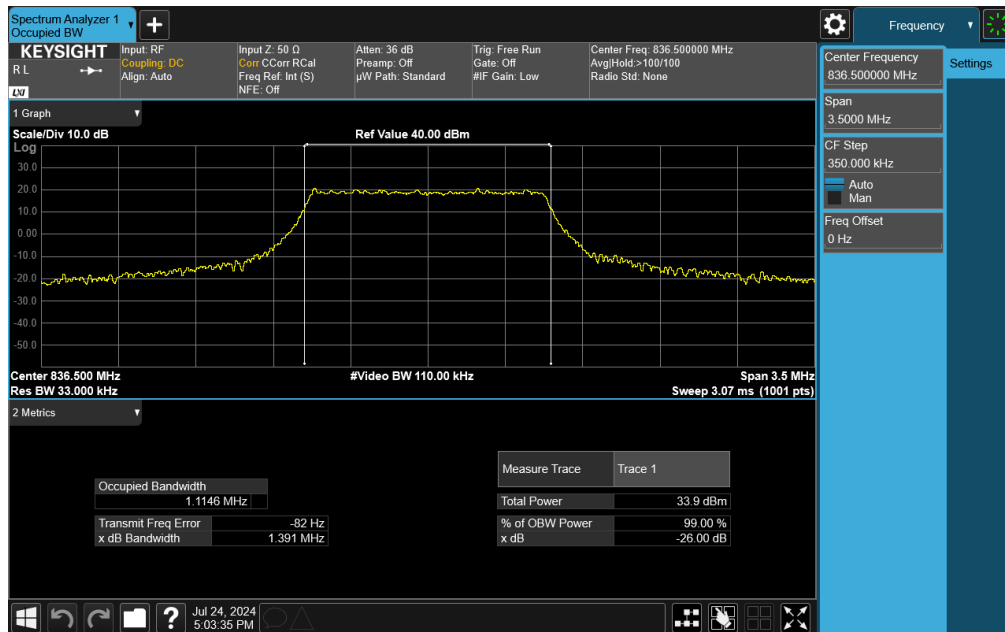 Spectrum Analyzer 1
Occupied BW
Frequency
KEYSIGHT
R L
LXI
Input: RF
Coupling: DC
Align: Auto
Input Z: 50 Ω
Corr CCorr RCal
Freq Ref: Int (S)
NFE: Off
Atten: 36 dB
Preamp: Off
µW Path: Standard
Trig: Free Run
Gate: Off
#IF Gain: Low
Center Freq: 836.500000 MHz
Avg|Hold:>100/100
Radio Std: None
Center Frequency
836.500000 MHz
Settings
Span
3.5000 MHz
CF Step
350.000 kHz
Auto
Man
Freq Offset
0 Hz
1 Graph
Scale/Div 10.0 dB
Ref Value 40.00 dBm
Log
30.0
20.0
10.0
0.00
-10.0
-20.0
-30.0
-40.0
-50.0
Center 836.500 MHz
#Video BW 110.00 kHz
Span 3.5 MHz
Res BW 33.000 kHz
Sweep 3.07 ms (1001 pts)
2 Metrics
Occupied Bandwidth
1.1146 MHz
Transmit Freq Error -82 Hz
x dB Bandwidth 1.391 MHz
Measure Trace Trace 1
Total Power 33.9 dBm
% of OBW Power 99.00 %
x dB -26.00 dB
?
Jul 24, 2024
5:03:35 PM